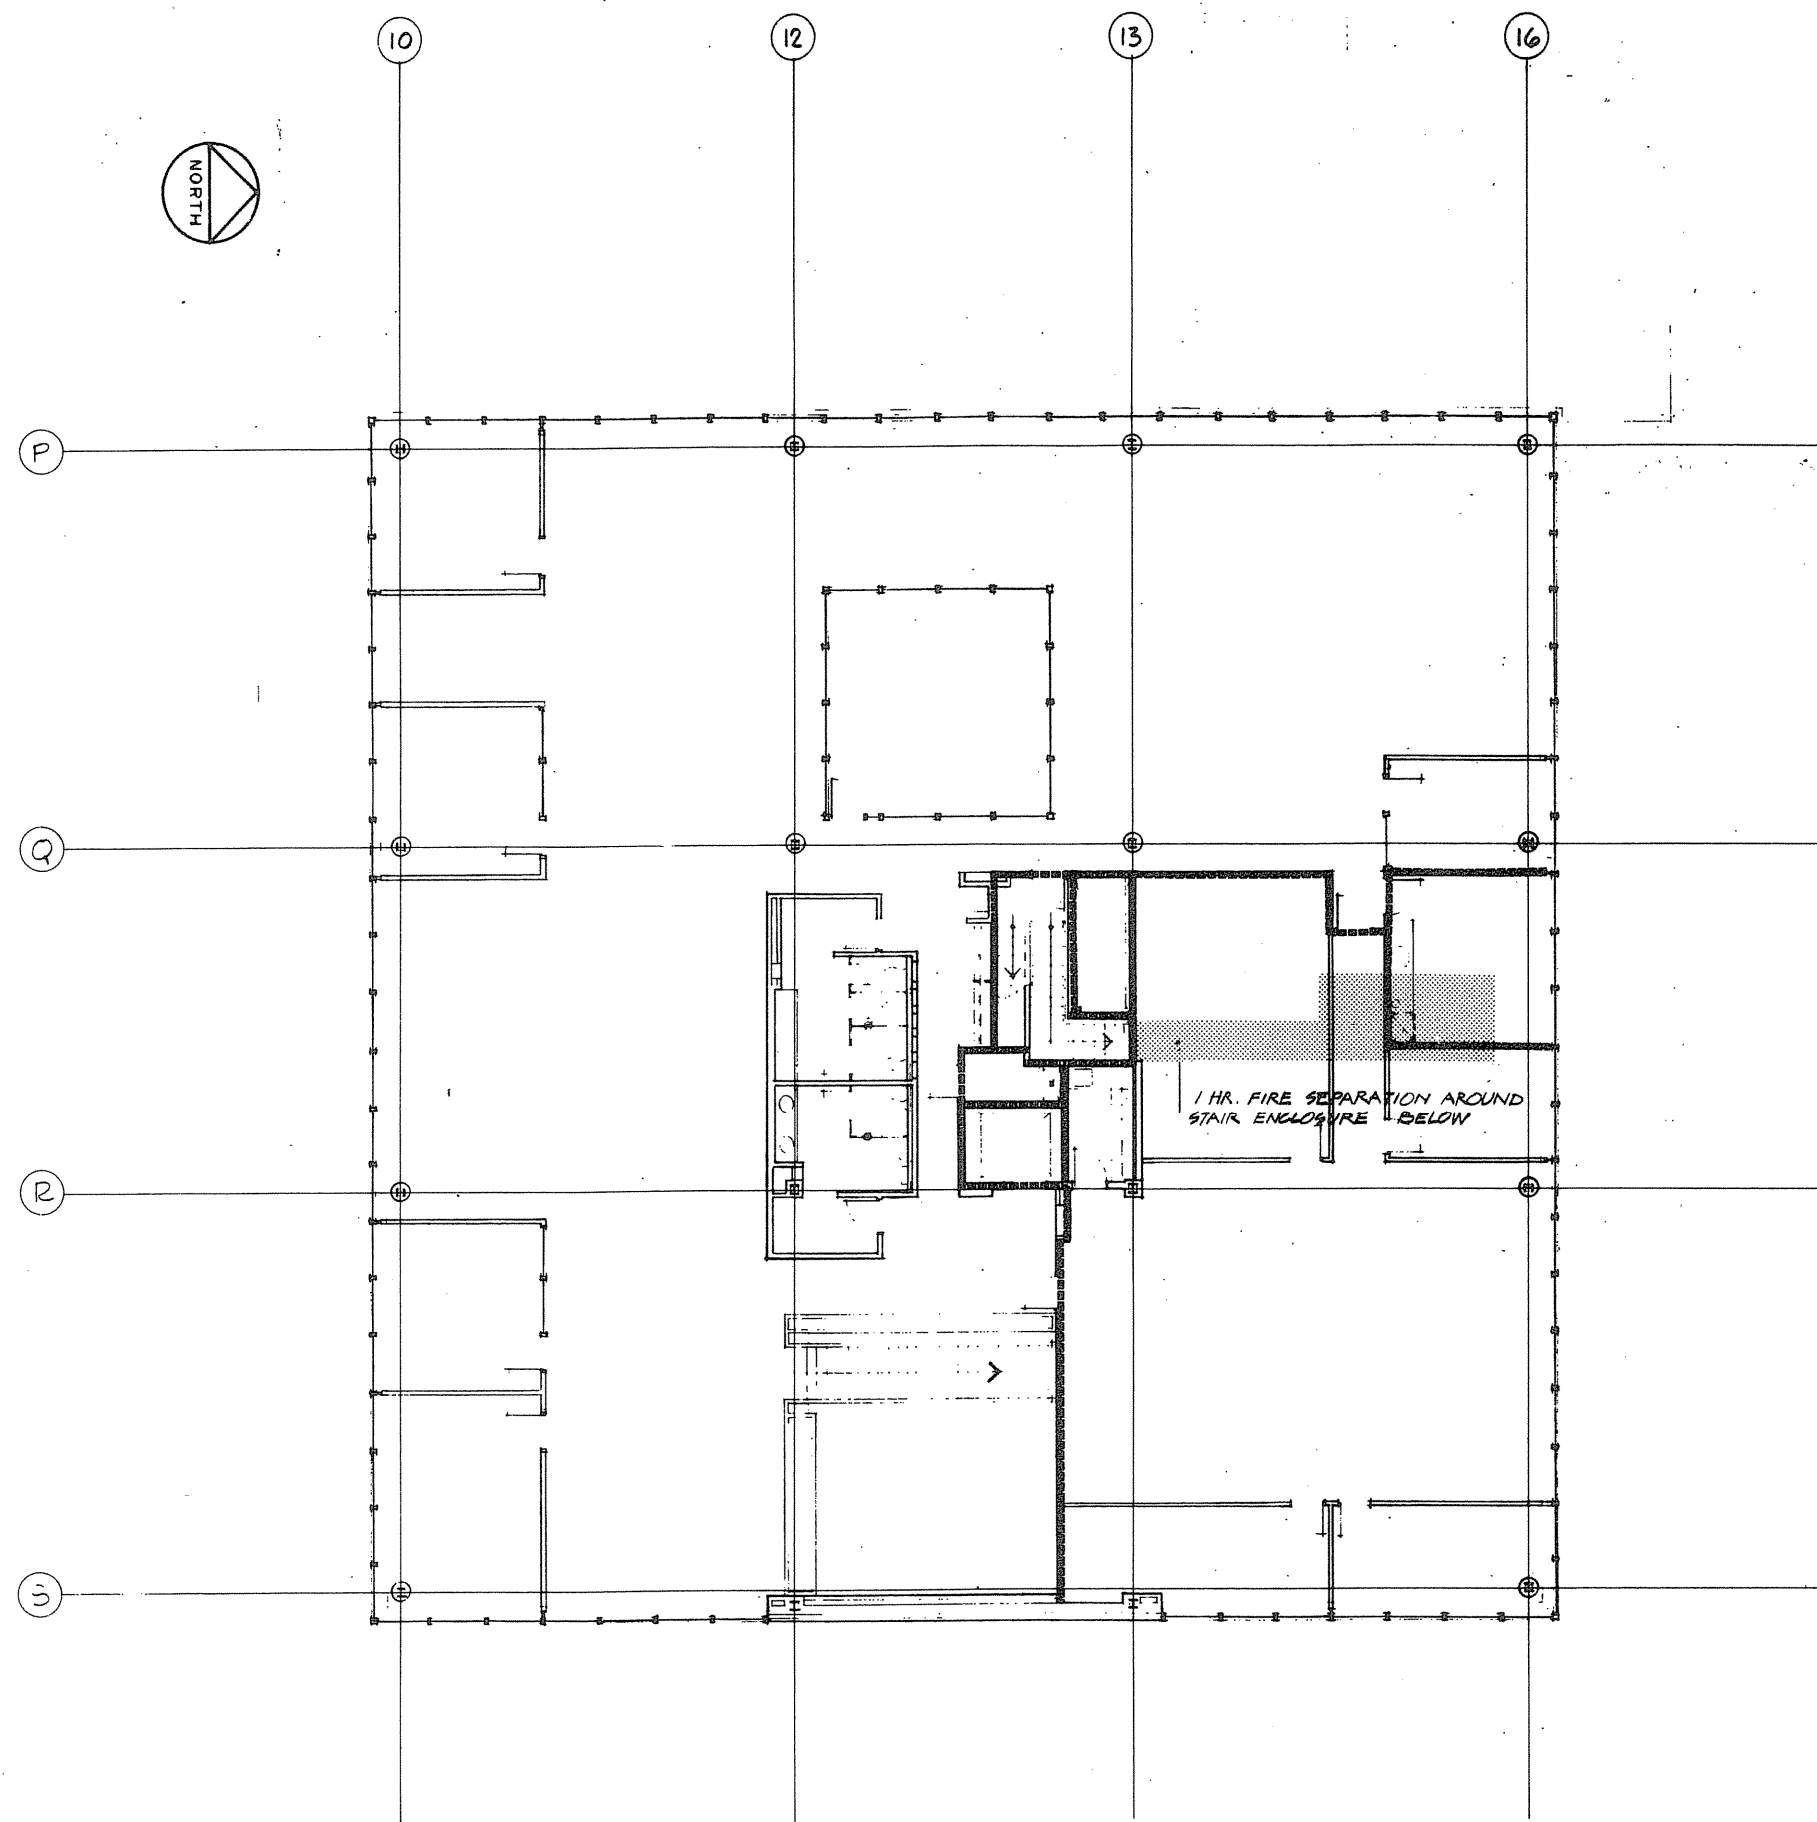 10
12
13
16
NORTH
P
Q
1 HR. FIRE SEPARATION AROUND
STAIR ENCLOSURE BELOW
R
S